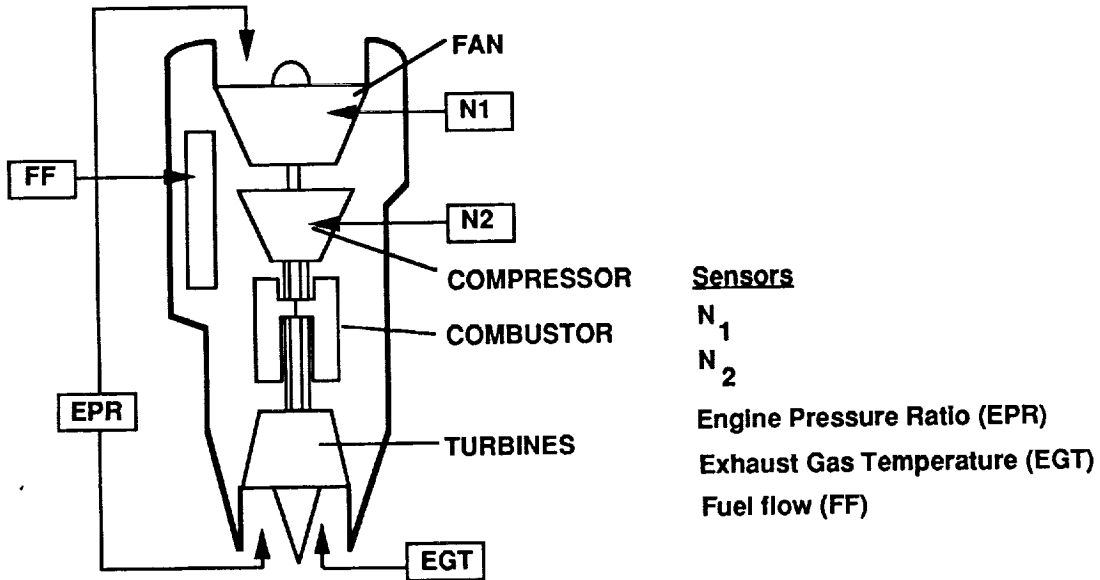 FAN
N1
FF
N2
COMPRESSOR
COMBUSTOR
EPR
TURBINES
EGT
Sensors
N1
N2
Engine Pressure Ratio (EPR)
Exhaust Gas Temperature (EGT)
Fuel flow (FF)